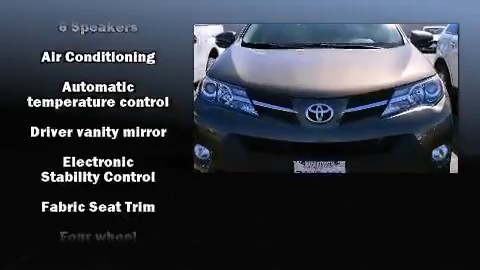 6 Speakers
Air Conditioning
Automatic
temperature control
Driver vanity mirror
Electronic
Stability Control
Fabric Seat Trim
Four wheel